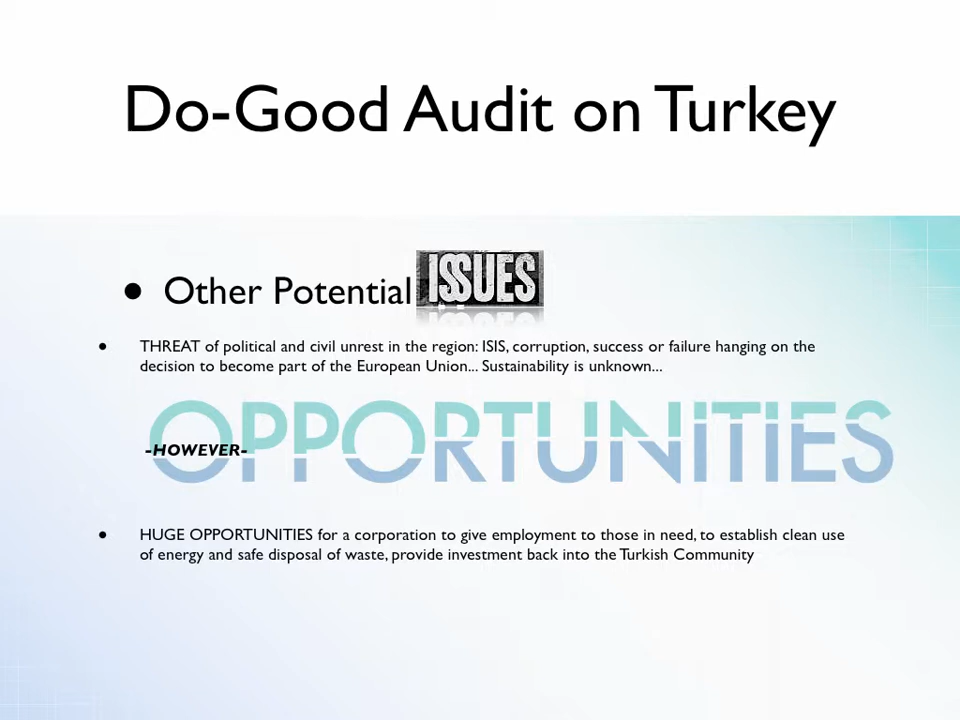 Do-Good Audit on Turkey
• Other Potential ISSUES
• THREAT of political and civil unrest in the region: ISIS, corruption, success or failure hanging on the
decision to become part of the European Union... Sustainability is unknown...
OPPORTUNITIES
-HOWEVER-
• HUGE OPPORTUNITIES for a corporation to give employment to those in need, to establish clean use
of energy and safe disposal of waste, provide investment back into the Turkish Community